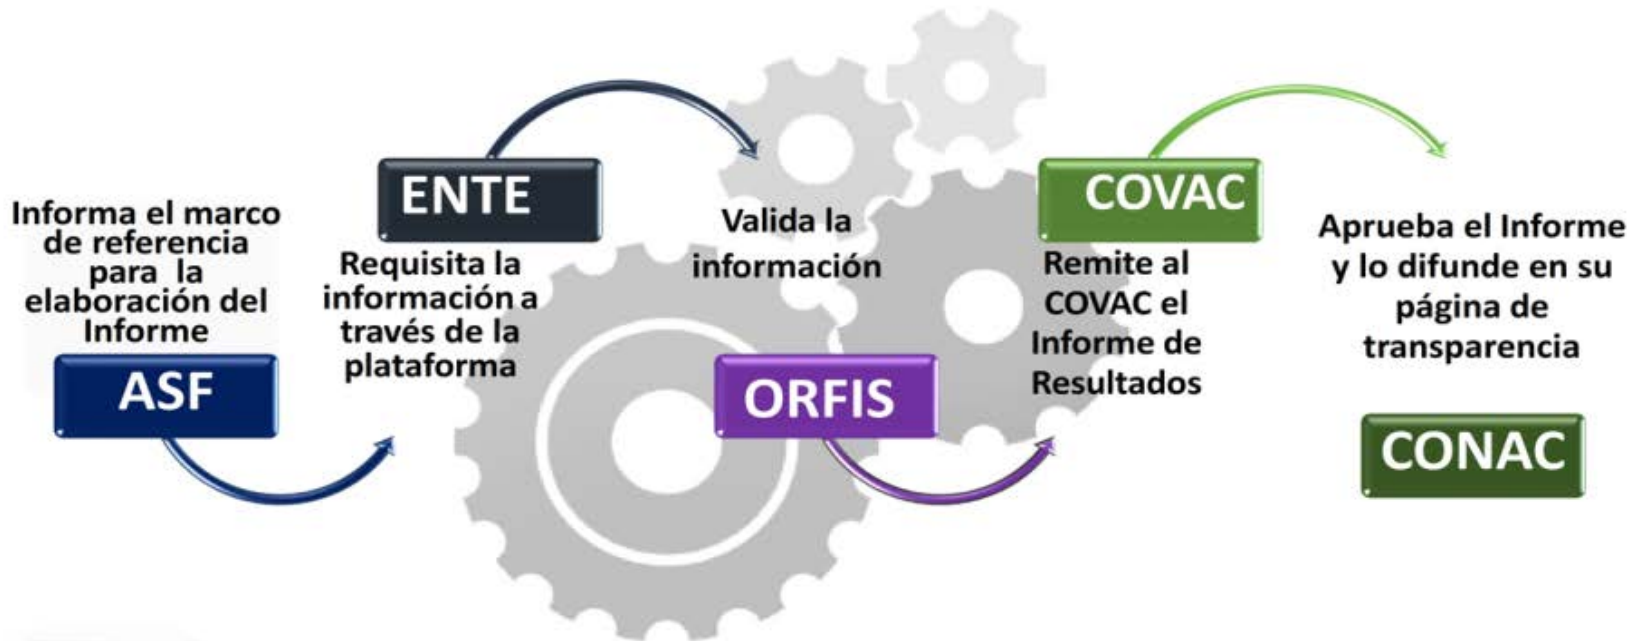 Informa el marco
de referencia
para la
elaboración del
Informe
ASF
ENTE
Requisita la
información a
través de la
plataforma
Valida la
información
ORFIS
COVAC
Remite al
COVAC el
Informe de
Resultados
Aprueba el Informe
y lo difunde en su
página de
transparencia
CONAC